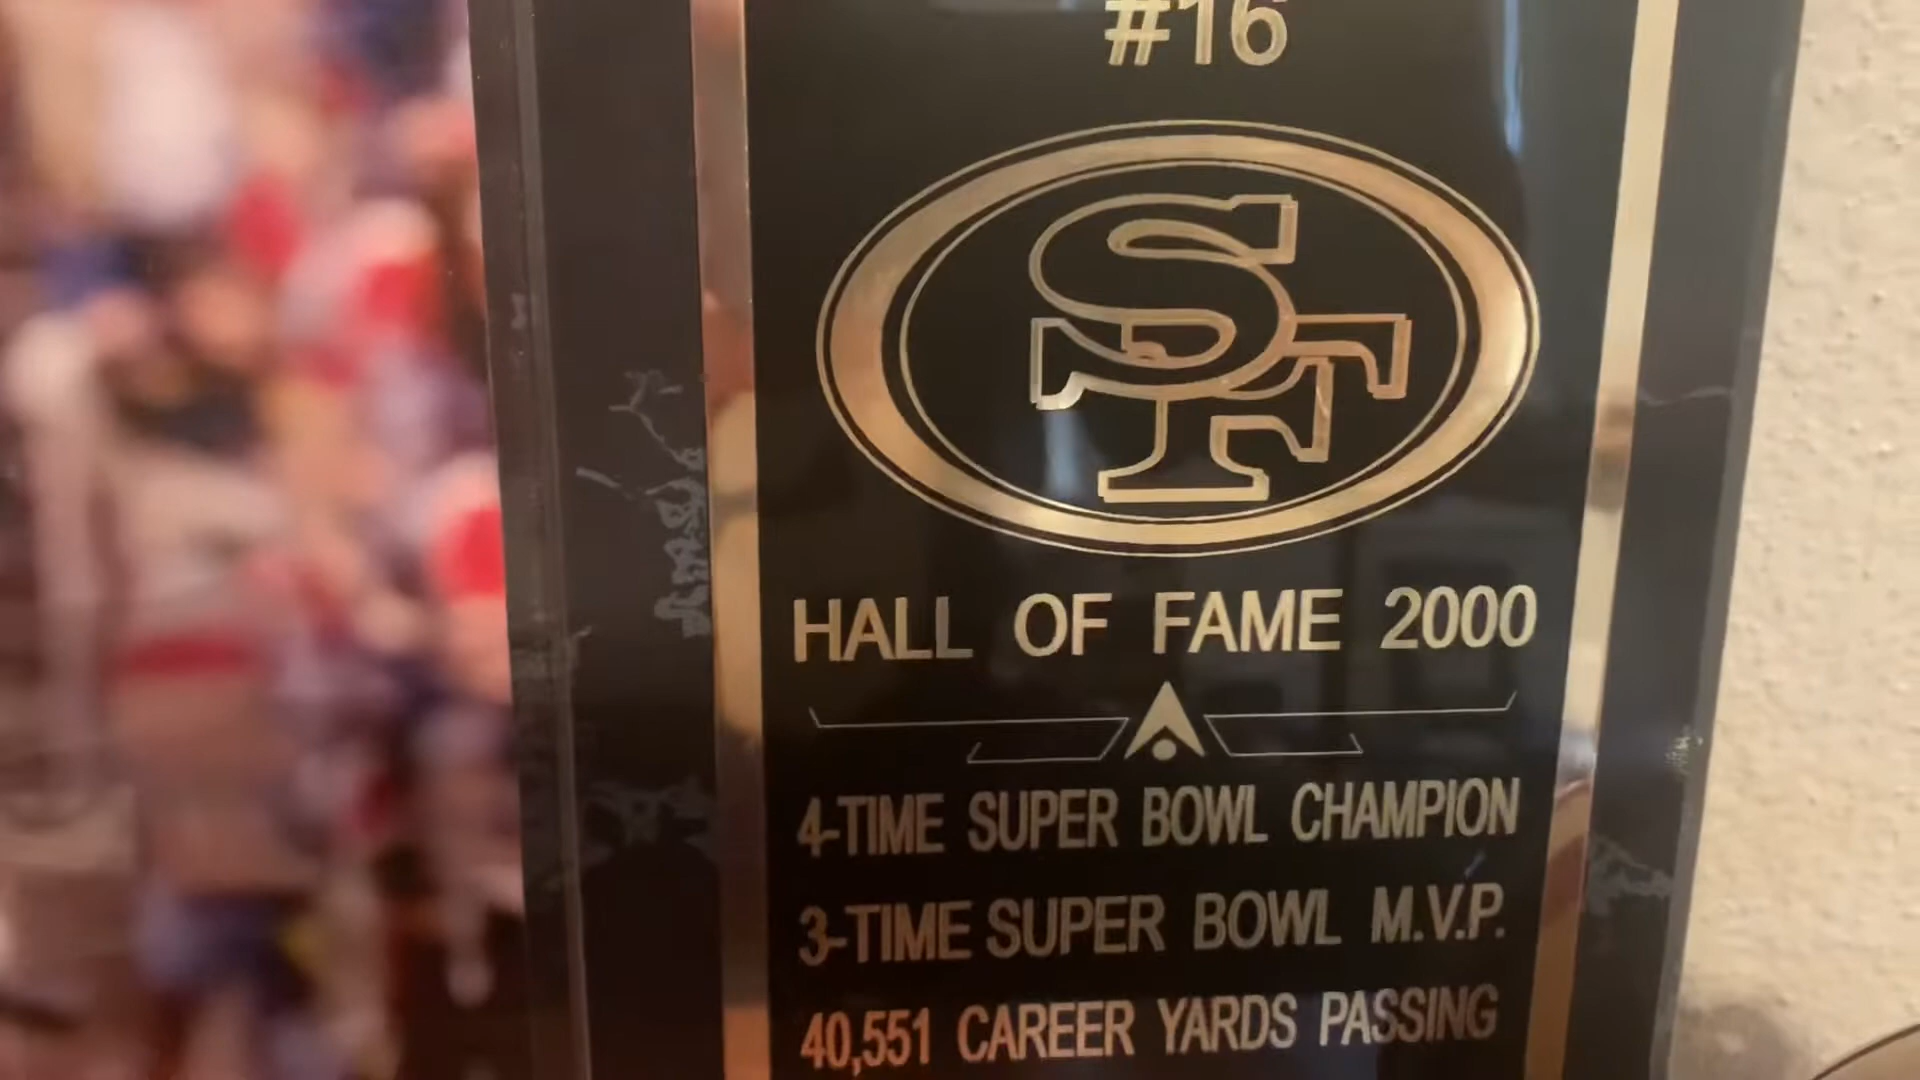 #16
SF
HALL OF FAME 2000
4-TIME SUPER BOWL CHAMPION
3-TIME SUPER BOWL M.V.P.
40,551 CAREER YARDS PASSING